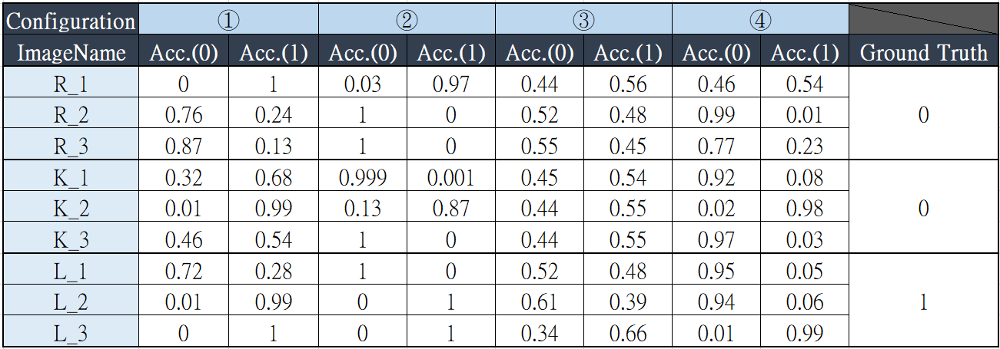 Configuration ① ② ③ ④
ImageName Acc.(0) Acc.(1) Acc.(0) Acc.(1) Acc.(0) Acc.(1) Acc.(0) Acc.(1) Ground Truth
R_1 0 1 0.03 0.97 0.44 0.56 0.46 0.54
R_2 0.76 0.24 1 0 0.52 0.48 0.99 0.01 0
R_3 0.87 0.13 1 0 0.55 0.45 0.77 0.23
K_1 0.32 0.68 0.999 0.001 0.45 0.54 0.92 0.08
K_2 0.01 0.99 0.13 0.87 0.44 0.55 0.02 0.98 0
K_3 0.46 0.54 1 0 0.44 0.55 0.97 0.03
L_1 0.72 0.28 1 0 0.52 0.48 0.95 0.05
L_2 0.01 0.99 0 1 0.61 0.39 0.94 0.06 1
L_3 0 1 0 1 0.34 0.66 0.01 0.99